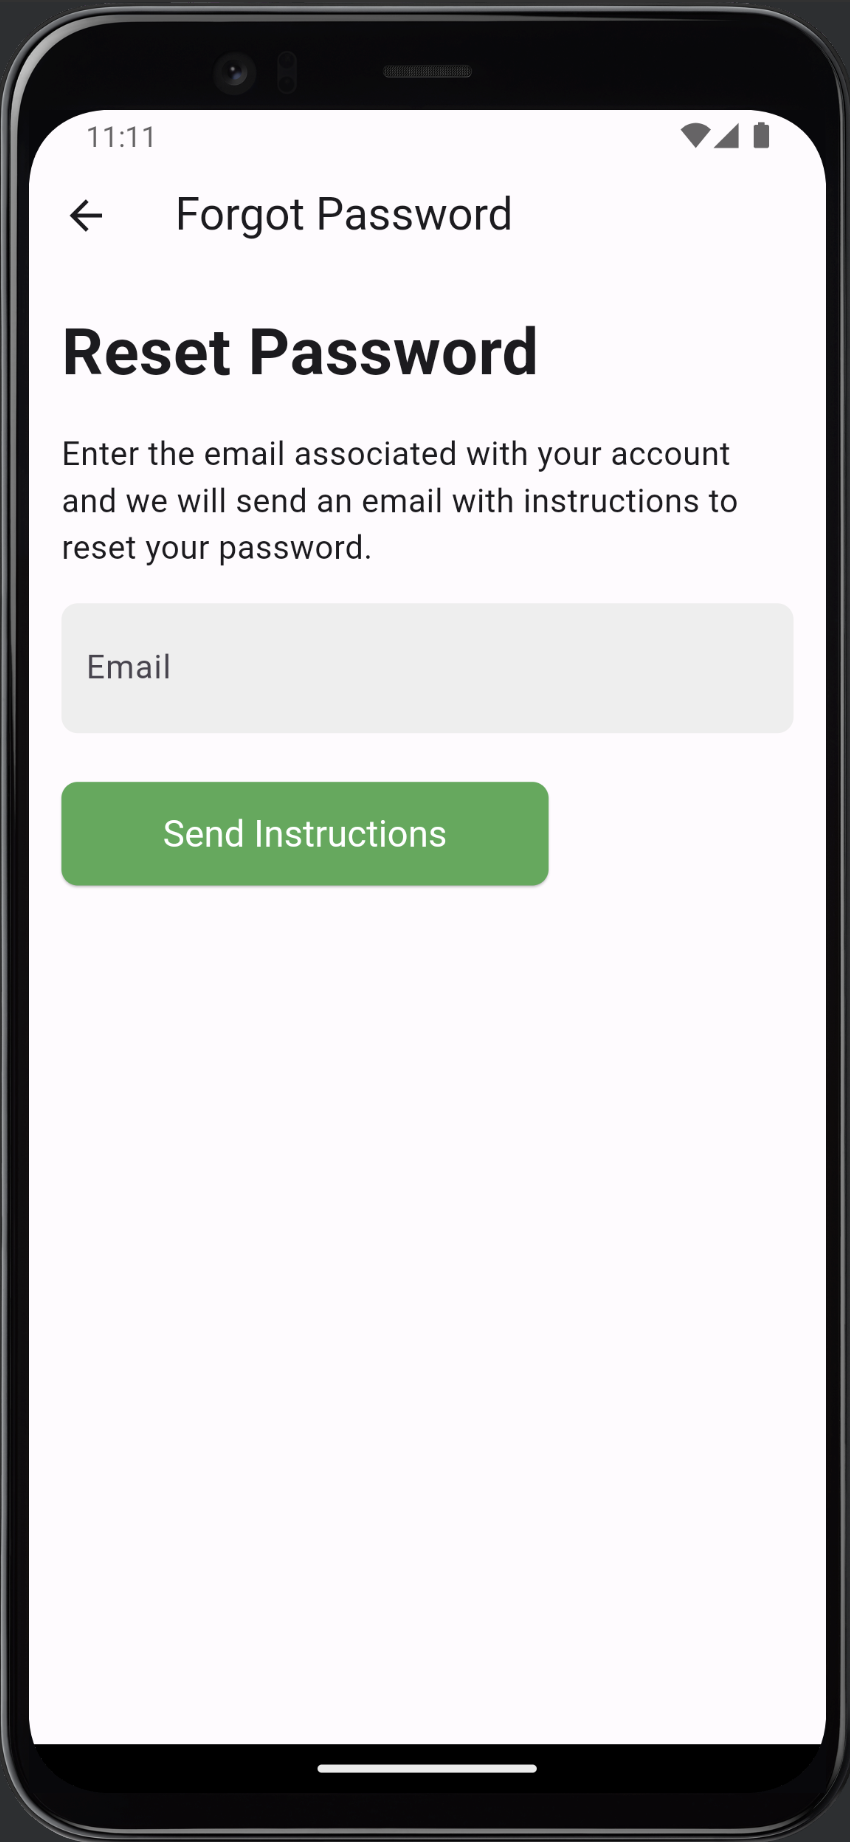 11:11
Forgot Password
Reset Password
Enter the email associated with your account
and we will send an email with instructions to
reset your password.
Email
Send Instructions